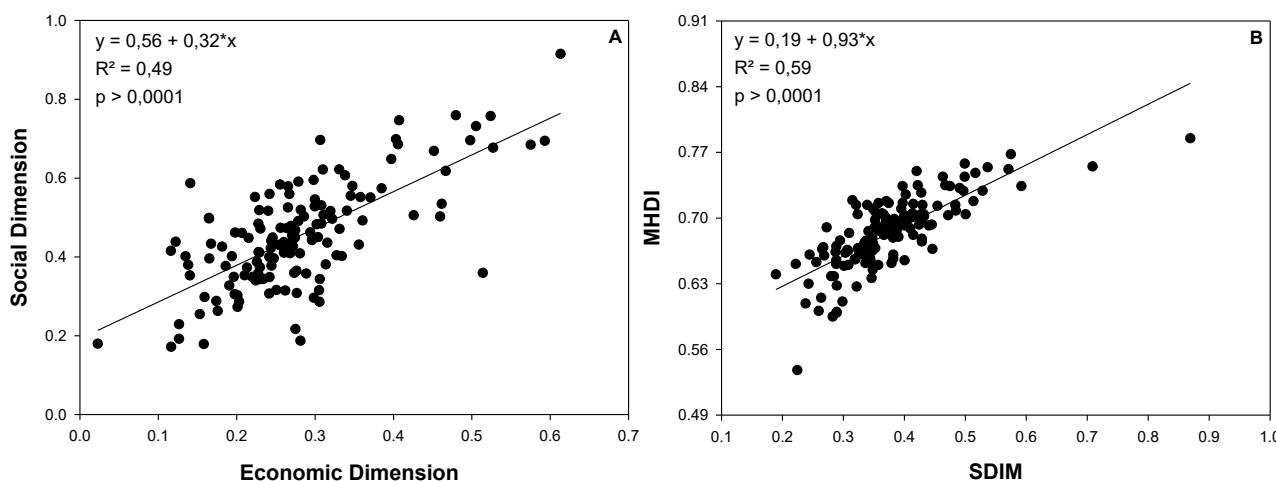 A
y = 0,56 + 0,32*x
R² = 0,49
p > 0,0001
1.0
0.8
0.6
0.4
0.2
0.0
Social Dimension
0.0 0.1 0.2 0.3 0.4 0.5 0.6 0.7
Economic Dimension
B
y = 0,19 + 0,93*x
R² = 0,59
p > 0,0001
0.91
0.84
0.77
0.70
0.63
0.56
0.49
MHDI
0.1 0.2 0.3 0.4 0.5 0.6 0.7 0.8 0.9 1.0
SDIM